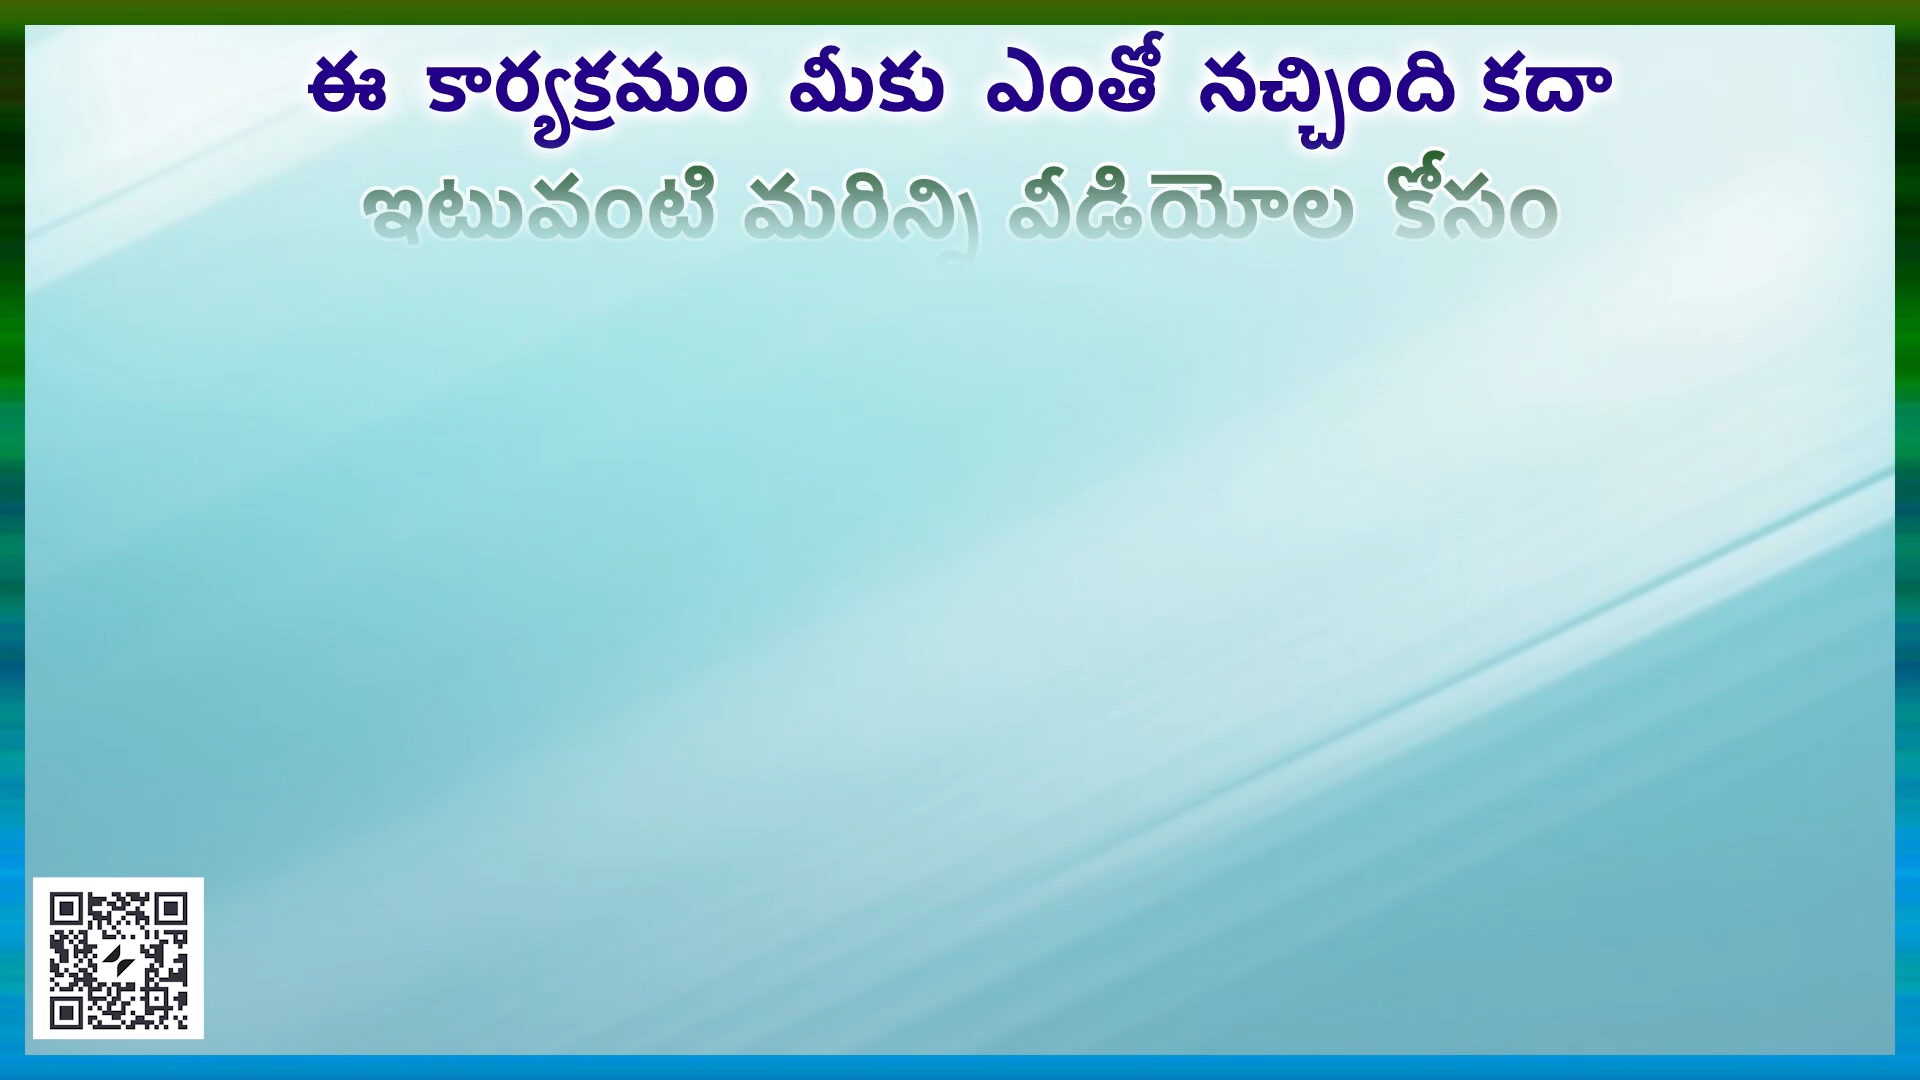 ఈ కార్యక్రమం మీకు ఎంతో నచ్చింది కదా
ఇటువంటి మరిన్ని వీడియోల కోసం